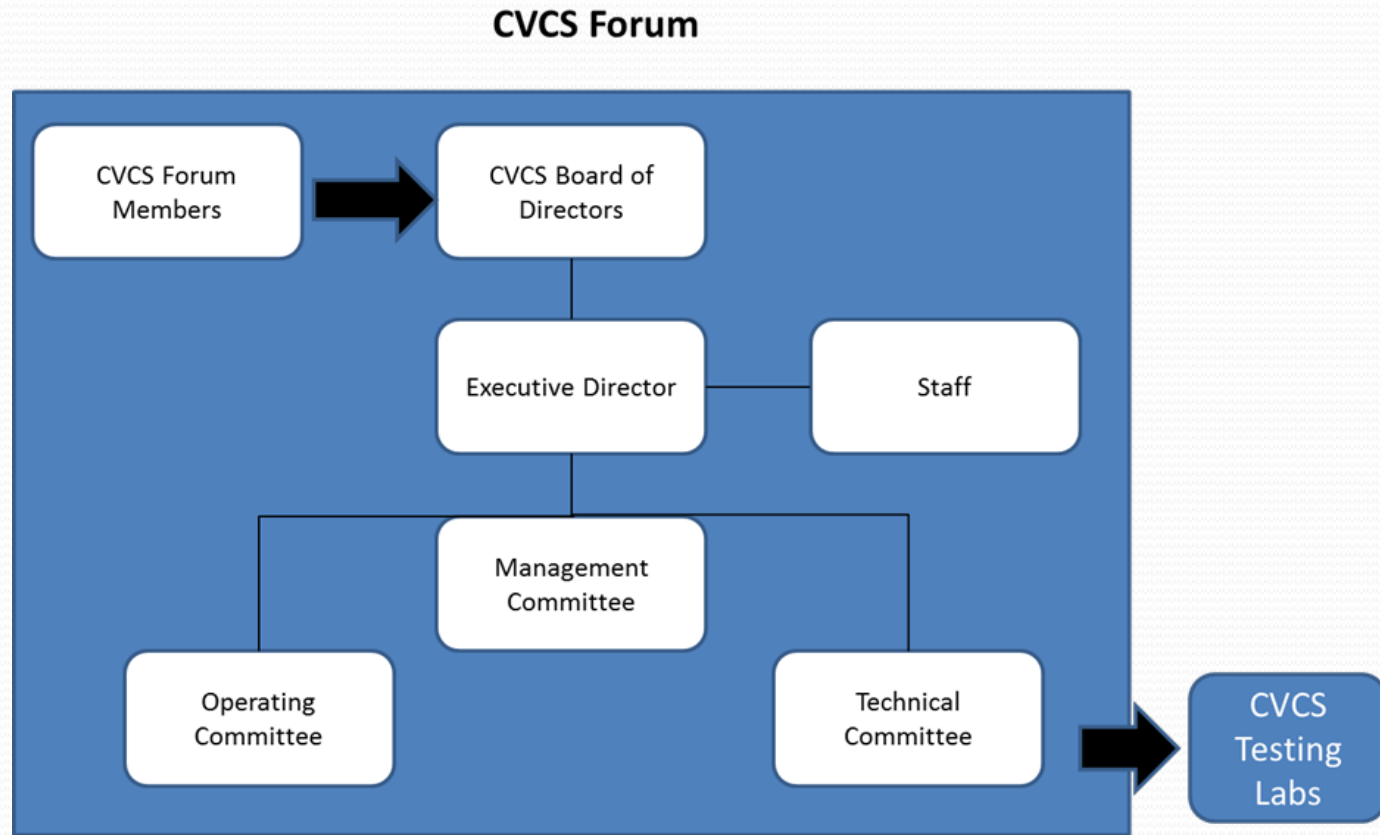 CVCS Forum
CVCS Forum
Members
CVCS Board of
Directors
Executive Director
Staff
Management
Committee
Operating
Committee
Technical
Committee
CVCS
Testing
Labs